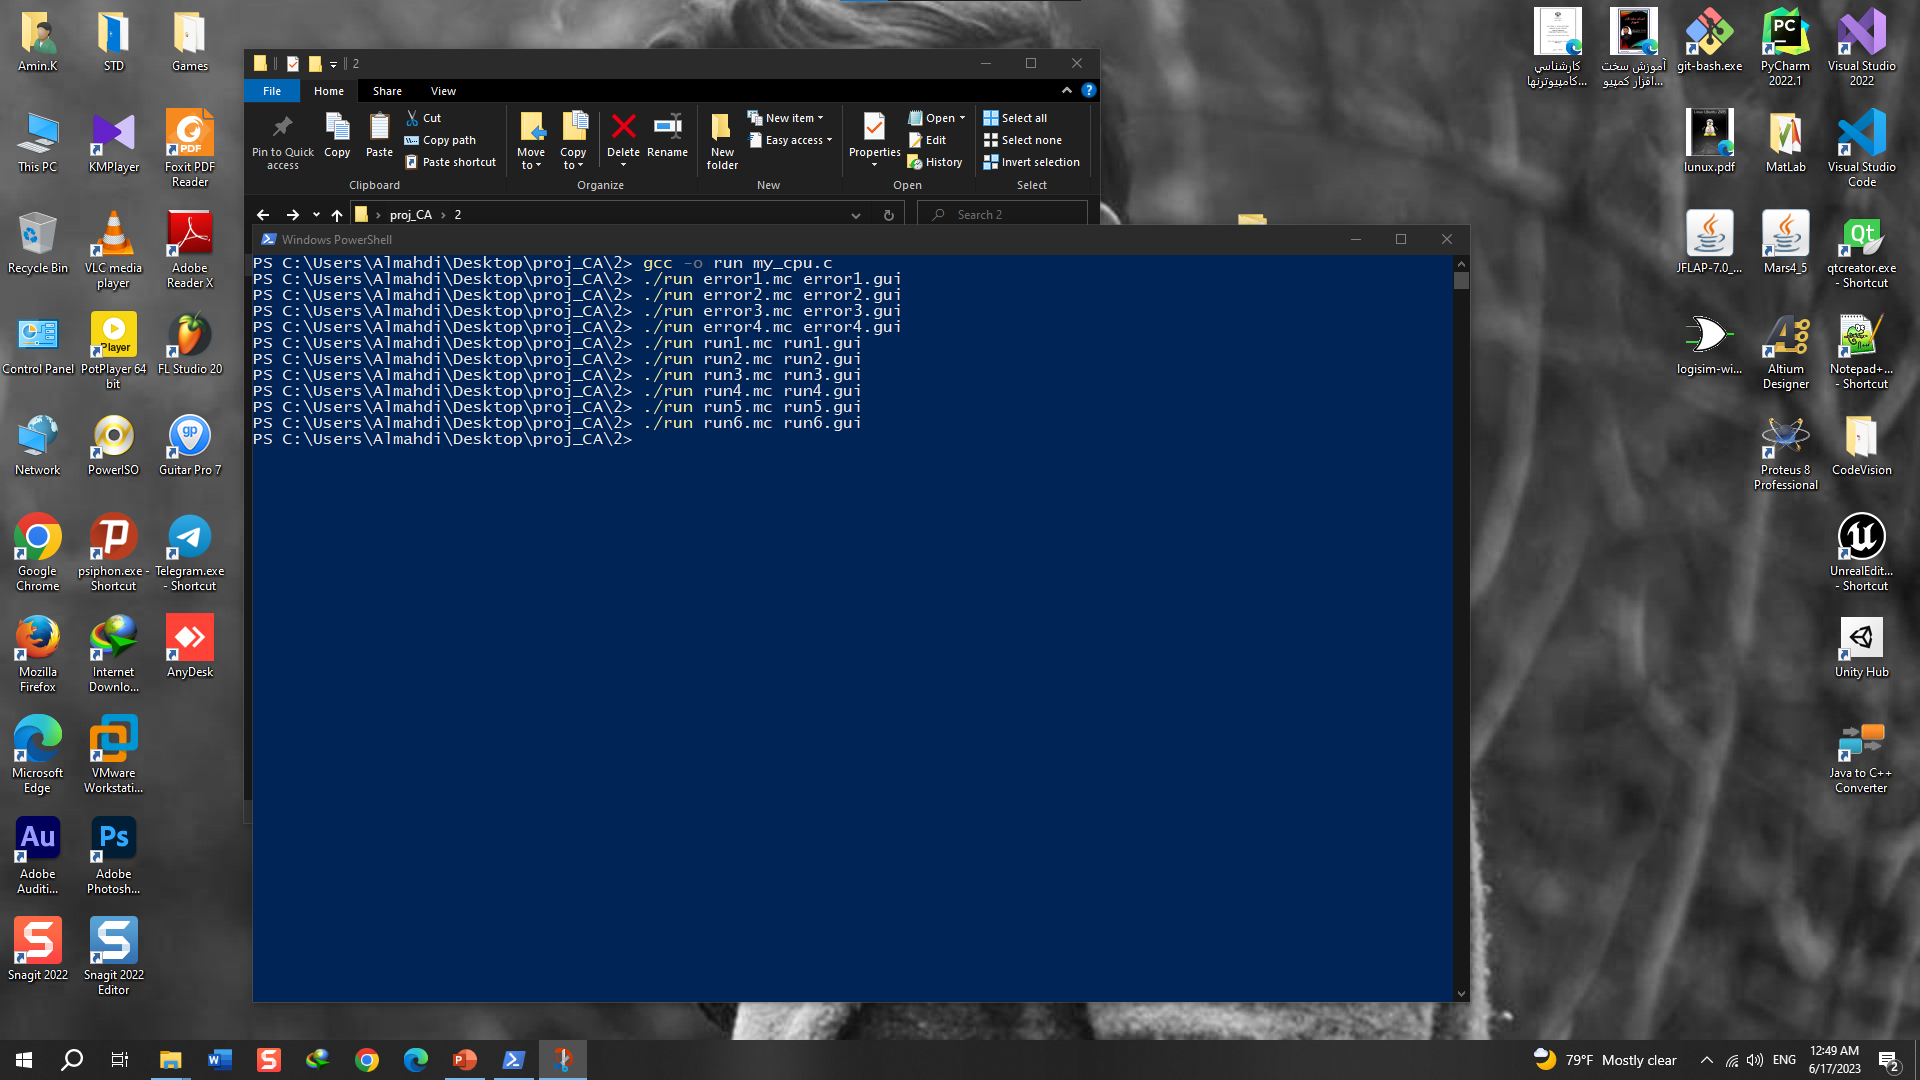 Amin.K
STD
Games
This PC
KMPlayer
Foxit PDF
Reader
Recycle Bin
VLC media
player
Adobe
Reader X
Control Panel
PotPlayer 64
bit
FL Studio 20
Network
PowerISO
Guitar Pro 7
Google
Chrome
psiphon.exe -
Shortcut
Telegram.exe
- Shortcut
Mozilla
Firefox
Internet
Downlo...
AnyDesk
Microsoft
Edge
VMware
Workstati...
Adobe
Auditi...
Adobe
Photosh...
Snagit 2022
Snagit 2022
Editor
2
File
Home
Share
View
Pin to Quick
access
Copy
Paste
Cut
Copy path
Paste shortcut
Clipboard
Move
to
Copy
to
Delete
Rename
Organize
New
folder
New item
Easy access
New
Properties
Open
Edit
History
Open
Select all
Select none
Invert selection
Select
proj_CA > 2
Search 2
Windows PowerShell
PS C:\Users\Almahdi\Desktop\proj_CA\2> gcc -o run my_cpu.c
PS C:\Users\Almahdi\Desktop\proj_CA\2> ./run error1.mc error1.gui
PS C:\Users\Almahdi\Desktop\proj_CA\2> ./run error2.mc error2.gui
PS C:\Users\Almahdi\Desktop\proj_CA\2> ./run error3.mc error3.gui
PS C:\Users\Almahdi\Desktop\proj_CA\2> ./run error4.mc error4.gui
PS C:\Users\Almahdi\Desktop\proj_CA\2> ./run run1.mc run1.gui
PS C:\Users\Almahdi\Desktop\proj_CA\2> ./run run2.mc run2.gui
PS C:\Users\Almahdi\Desktop\proj_CA\2> ./run run3.mc run3.gui
PS C:\Users\Almahdi\Desktop\proj_CA\2> ./run run4.mc run4.gui
PS C:\Users\Almahdi\Desktop\proj_CA\2> ./run run5.mc run5.gui
PS C:\Users\Almahdi\Desktop\proj_CA\2> ./run run6.mc run6.gui
PS C:\Users\Almahdi\Desktop\proj_CA\2>
کارشناسي
کامپیوترنها...
آموزش سخت
افزار کمپیو...
git-bash.exe
PyCharm
2022.1
Visual Studio
2022
lunux.pdf
MatLab
Visual Studio
Code
JFLAP-7.0_...
Mars4_5
qtcreator.exe
- Shortcut
logisim-wi...
Altium
Designer
Notepad+...
- Shortcut
Proteus 8
Professional
CodeVision
UnrealEdit...
- Shortcut
Unity Hub
Java to C++
Converter
79°F Mostly clear
ENG
12:49 AM
6/17/2023
2